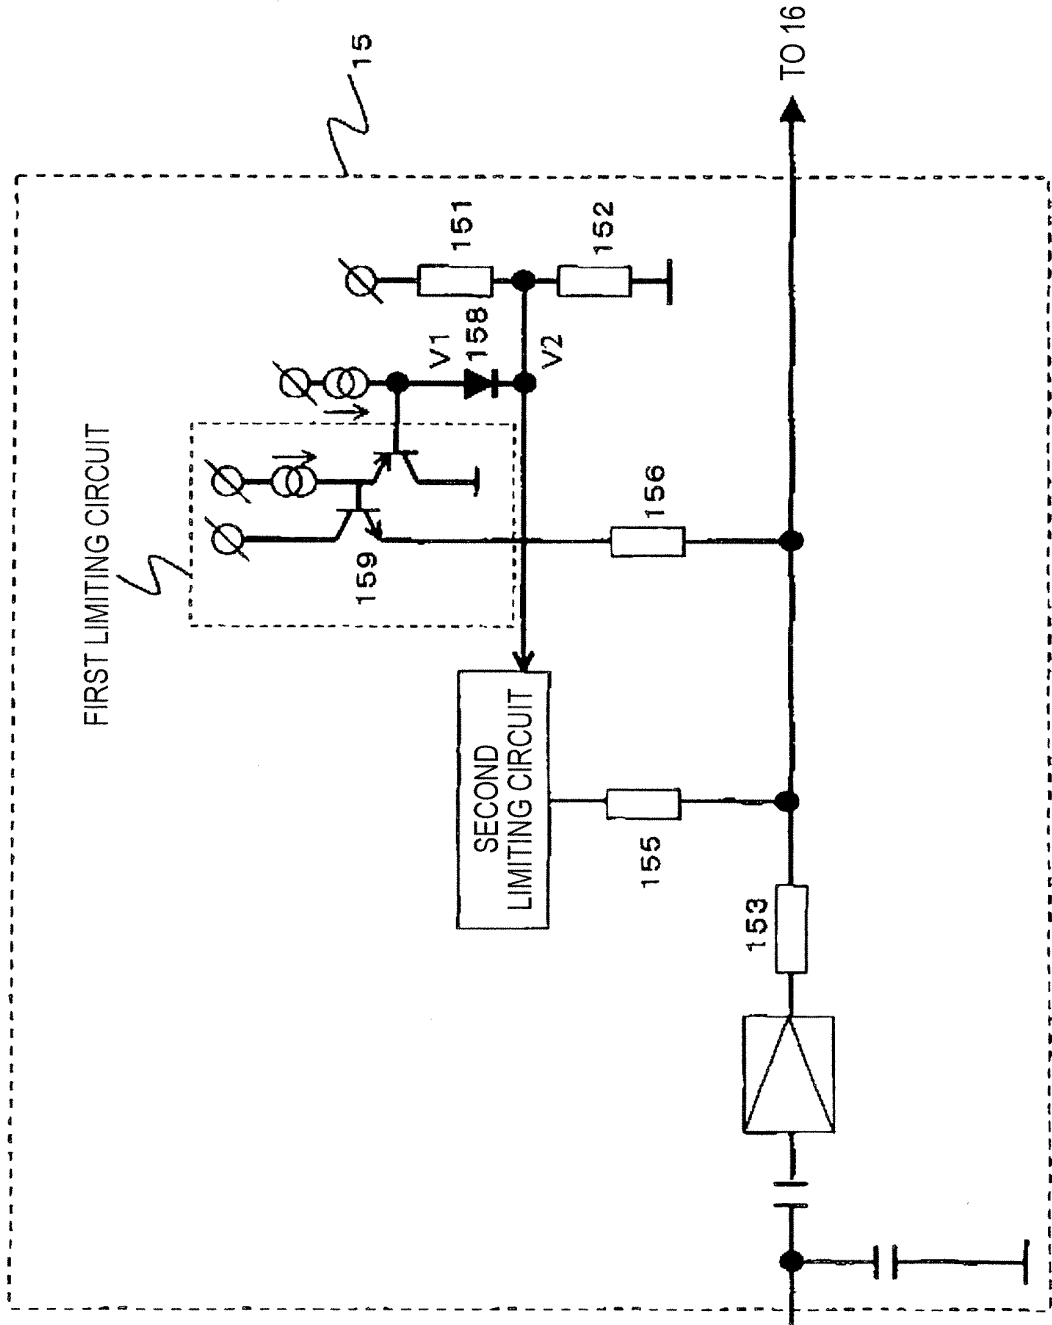 15
TO 16
FIRST LIMITING CIRCUIT
151
152
V1
158
V2
159
156
SECOND
LIMITING CIRCUIT
155
153